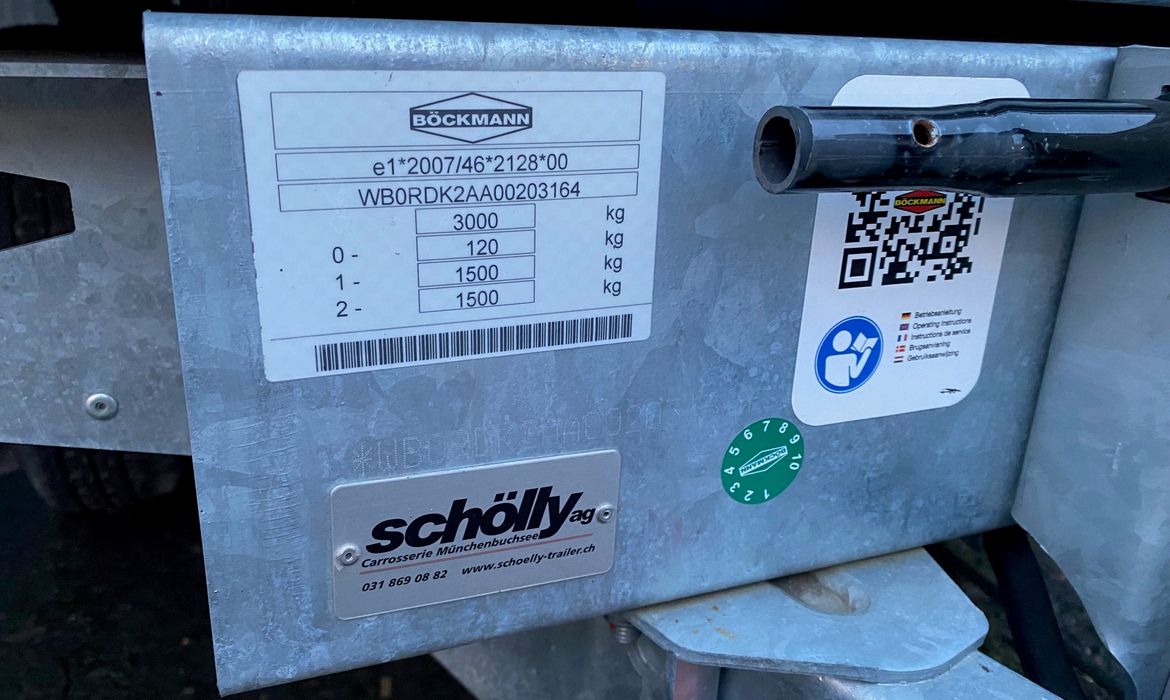 BÖCKMANN
e1*2007/46*2128*00
WB0RDK2AA00203164
3000 kg
0 - 120 kg
1 - 1500 kg
2 - 1500 kg
BÖCKMANN
Betriebsanleitung
Operating Instructions
Instructions de service
Brugsanvisning
Gebruiksaanwijzing
1 2 3 4 5 6 7 8 9 10
BÖCKMANN
schölly ag
Carrosserie Münchenbuchsee
031 869 08 82 www.schoelly-trailer.ch